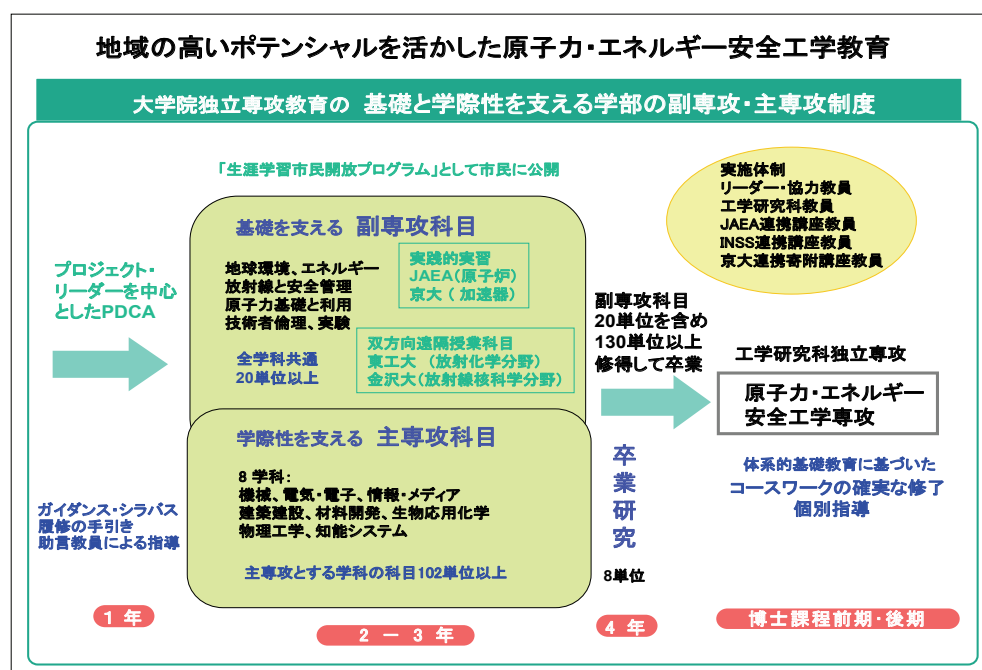 地域の高いポテンシャルを活かした原子力・エネルギー安全工学教育
大学院独立専攻教育の 基礎と学際性を支える学部の副専攻・主専攻制度
「生涯学習市民開放プログラム」として市民に公開
実施体制
リーダー・協力教員
工学研究科教員
JAEA連携講座教員
INSS連携講座教員
京大連携寄附講座教員
プロジェクト・
リーダーを中心
としたPDCA
基礎を支える 副専攻科目
地球環境、エネルギー
放射線と安全管理
原子力基礎と利用
技術者倫理、実験
全学科共通
20単位以上
実践的実習
JAEA(原子炉)
京大( 加速器)
双方向遠隔授業科目
東工大 (放射化学分野)
金沢大(放射線核科学分野)
学際性を支える 主専攻科目
8 学科:
機械、電気・電子、情報・メディア
建築建設、材料開発、生物応用化学
物理工学、知能システム
主専攻とする学科の科目102単位以上
ガイダンス・シラバス
履修の手引き
助言教員による指導
副専攻科目
20単位を含め
130単位以上
修得して卒業
卒業研究
8単位
工学研究科独立専攻
原子力・エネルギー
安全工学専攻
体系的基礎教育に基づいた
コースワークの確実な修了
個別指導
1 年
2 - 3 年
4 年
博士課程前期・後期